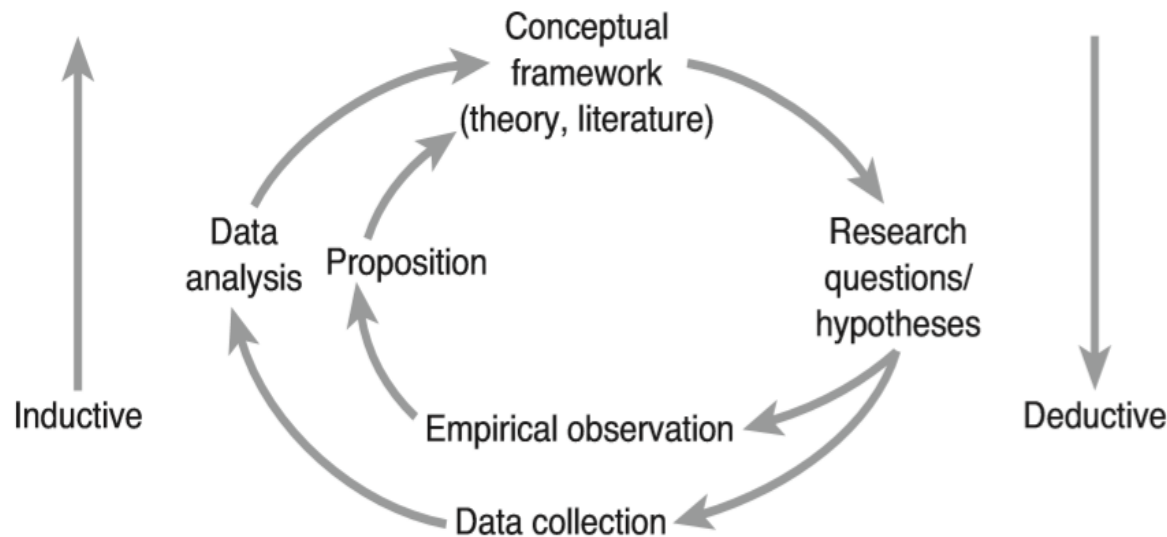 Conceptual
framework
(theory, literature)
Data
analysis
Proposition
Research
questions/
hypotheses
Inductive
Empirical observation
Deductive
Data collection